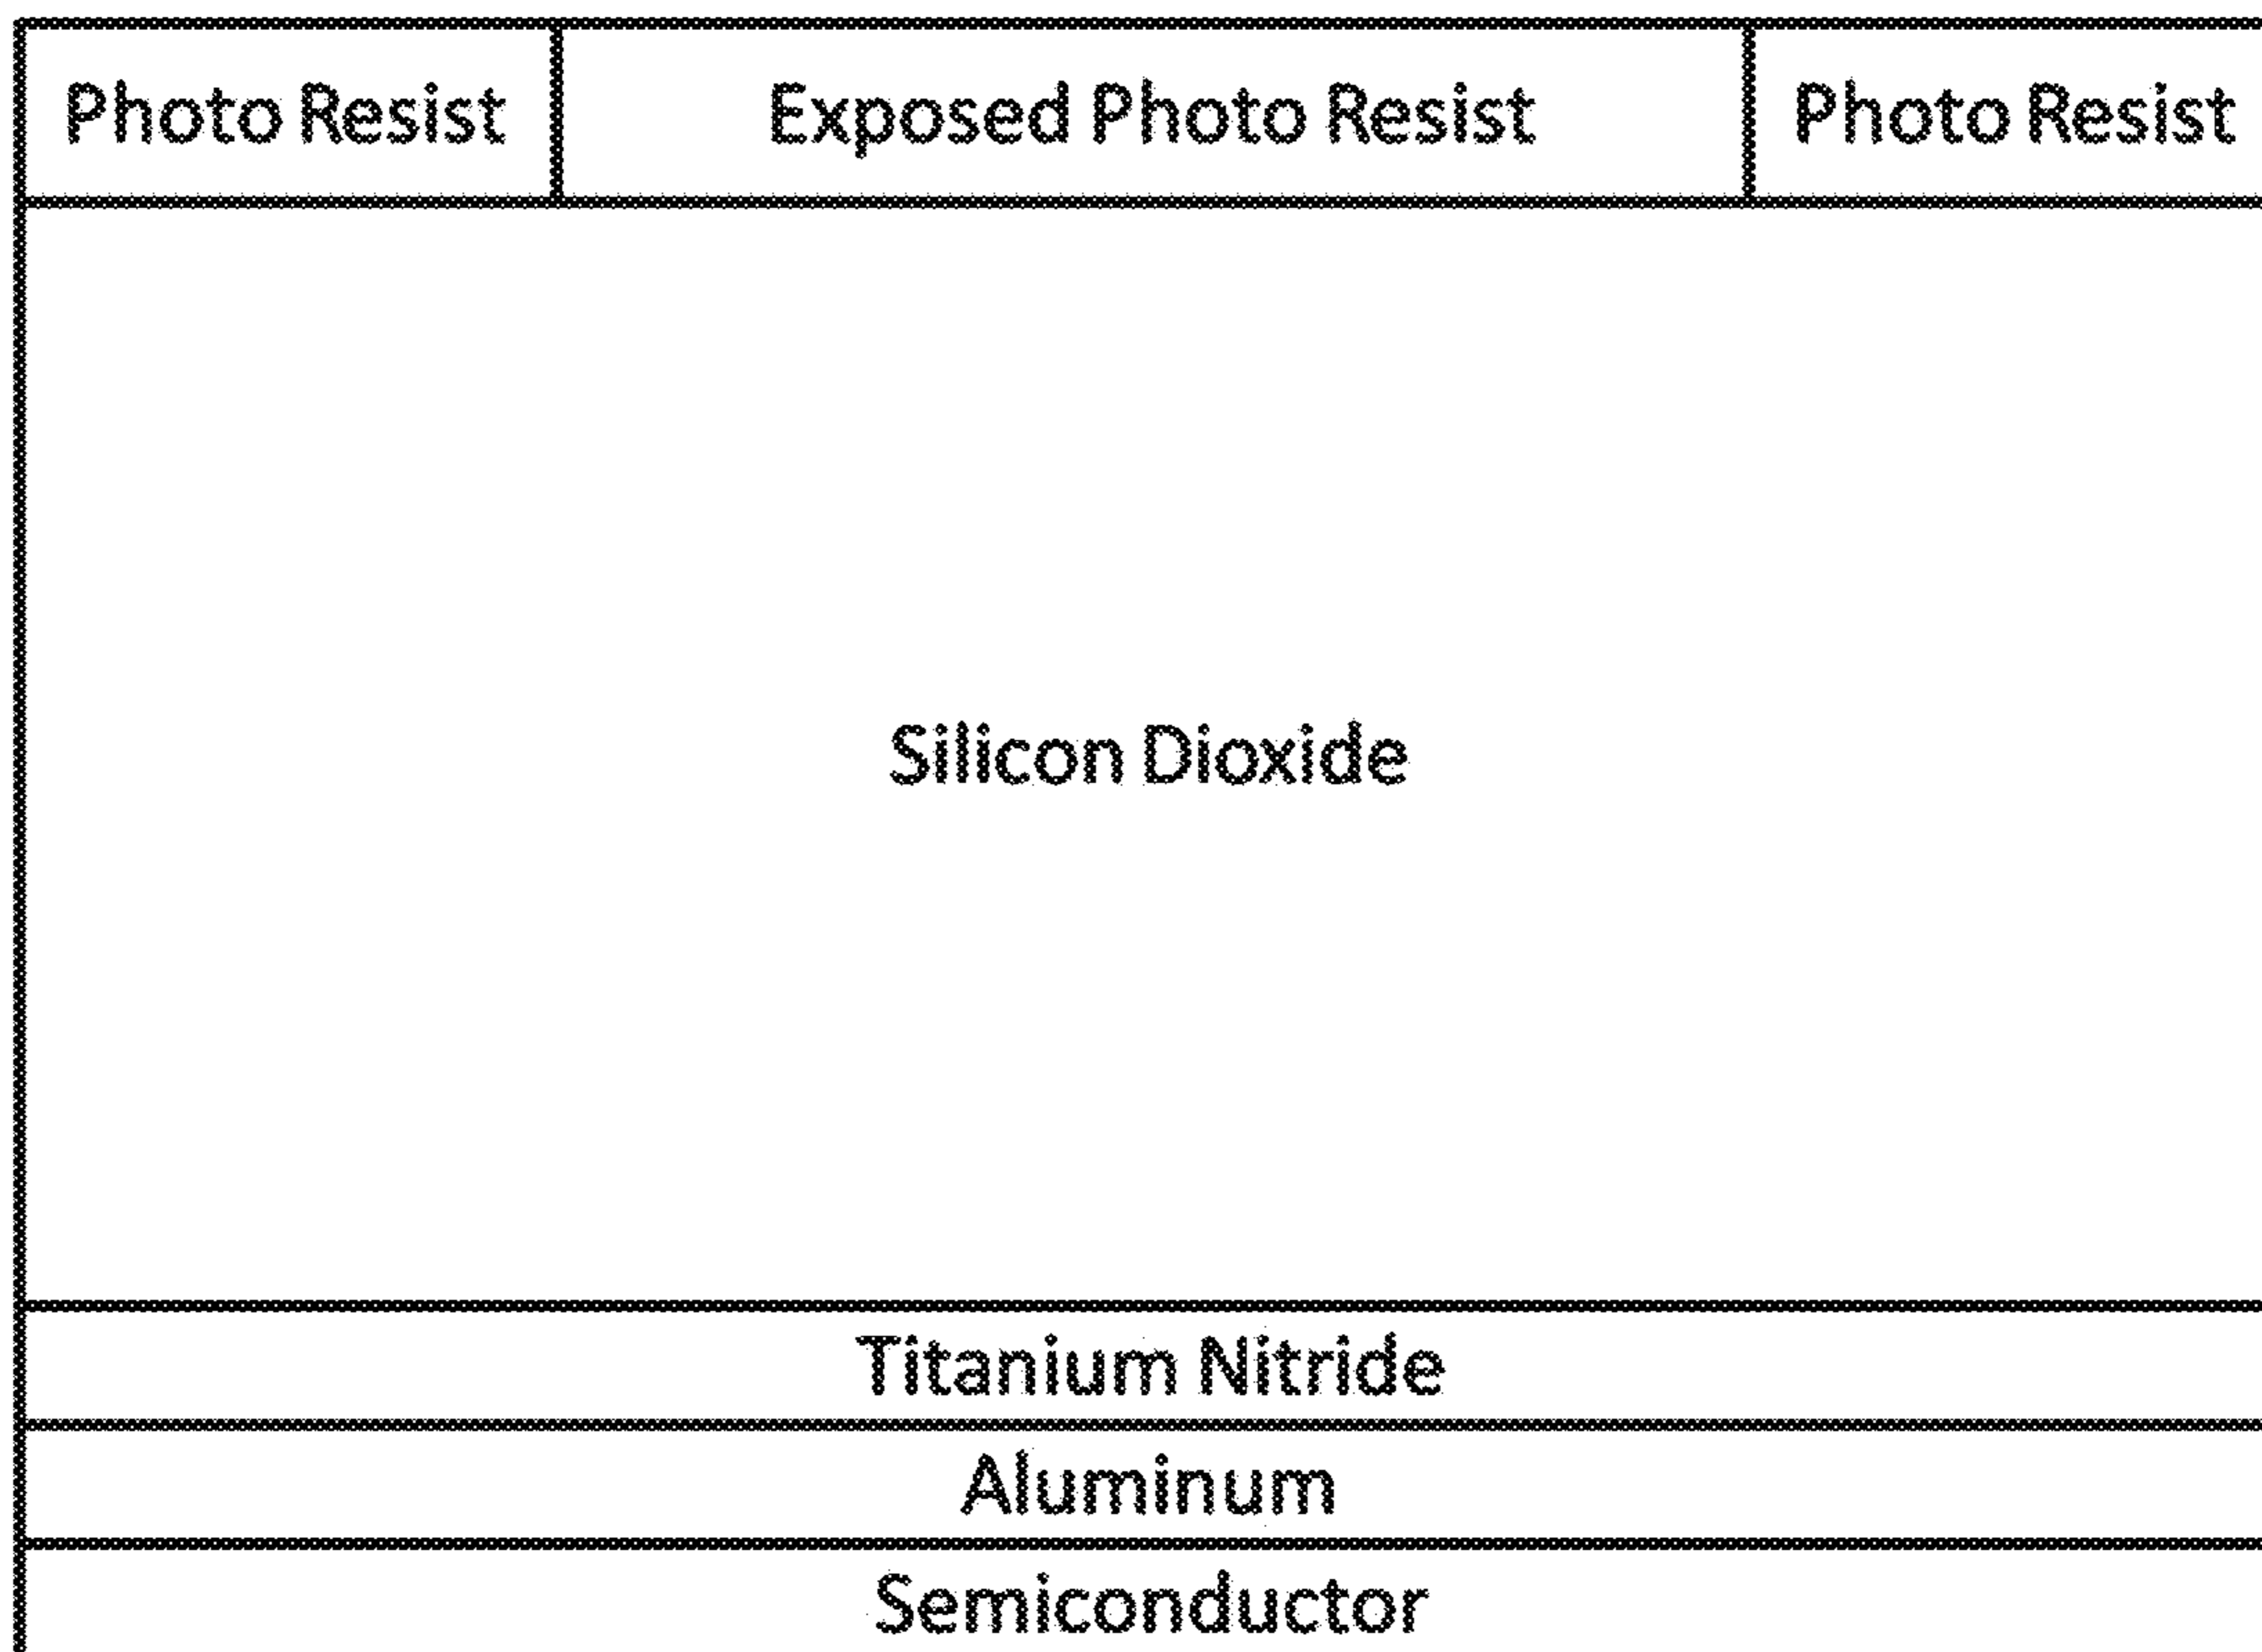 Photo Resist Exposed Photo Resist Photo Resist
Silicon Dioxide
Titanium Nitride
Aluminum
Semiconductor